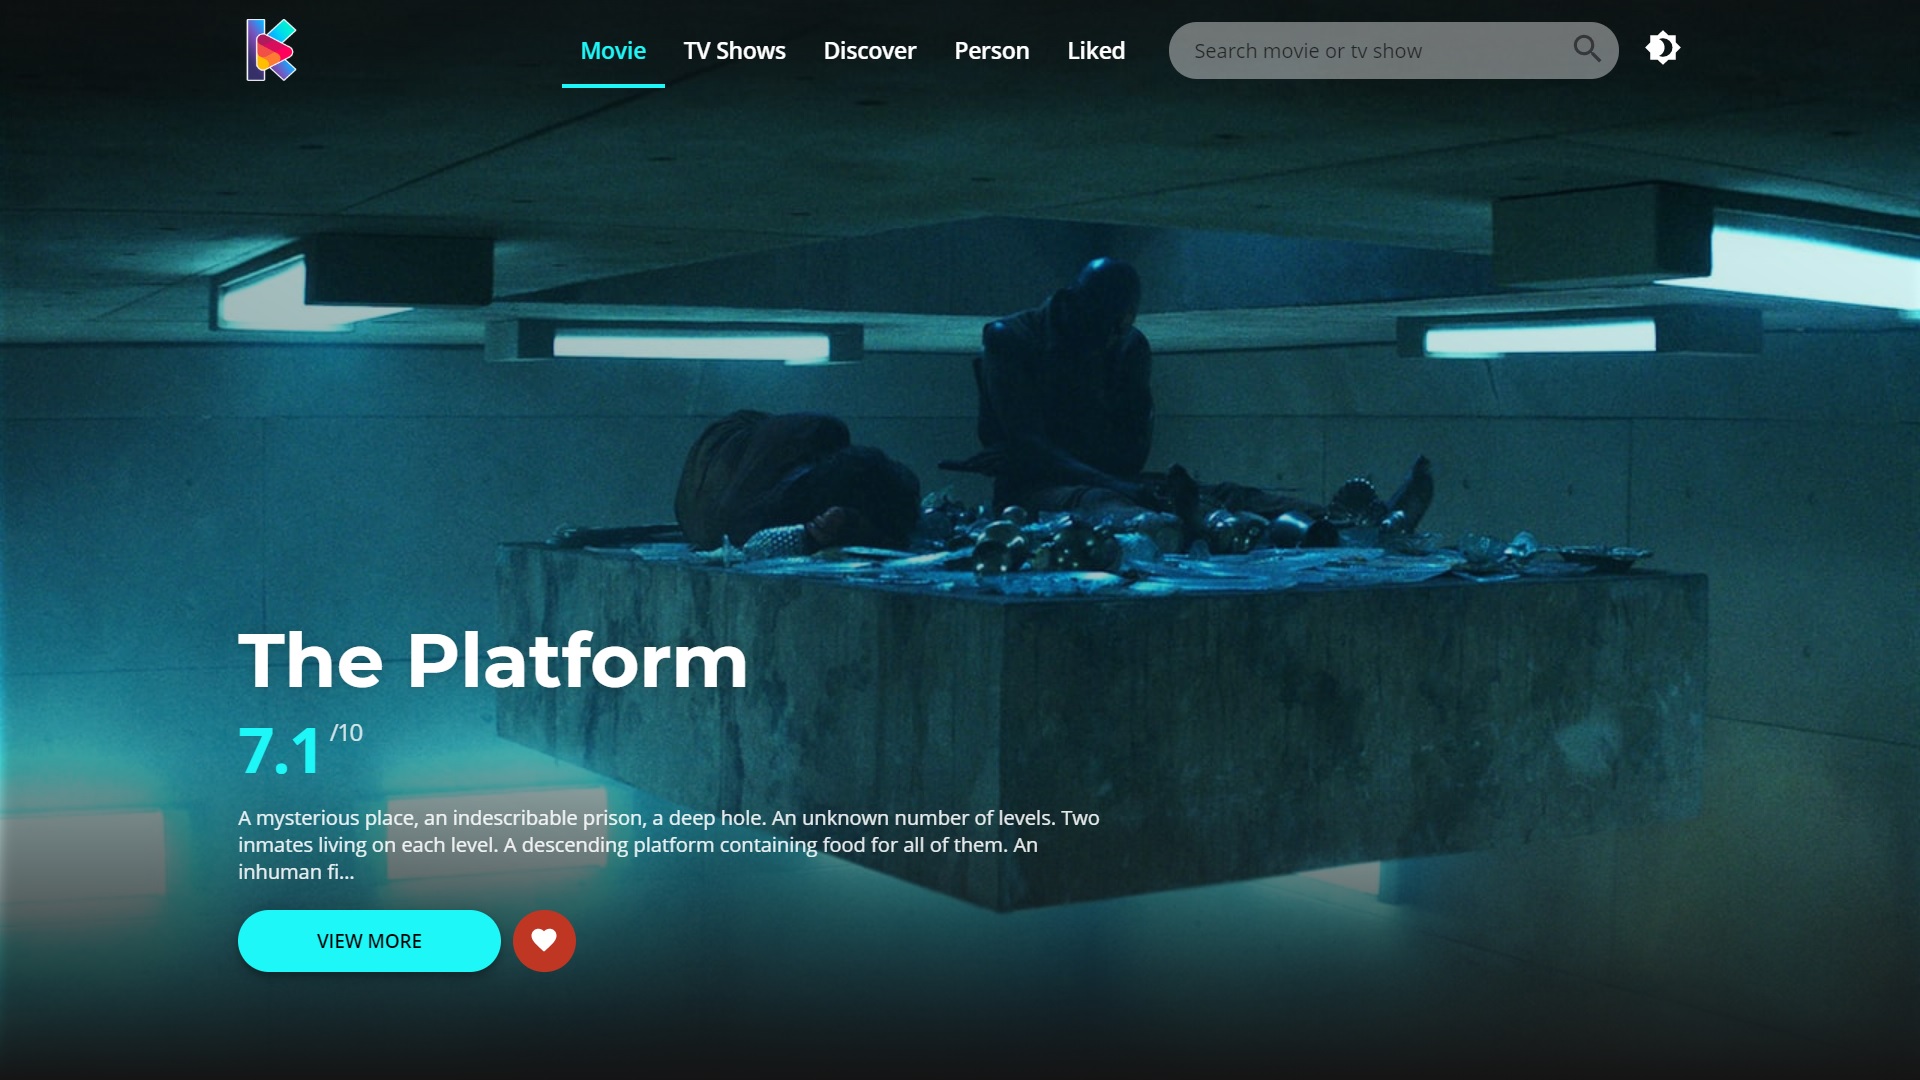 Movie TV Shows Discover Person Liked Search movie or tv show
The Platform
7.1 /10
A mysterious place, an indescribable prison, a deep hole. An unknown number of levels. Two
inmates living on each level. A descending platform containing food for all of them. An
inhuman fi...
VIEW MORE